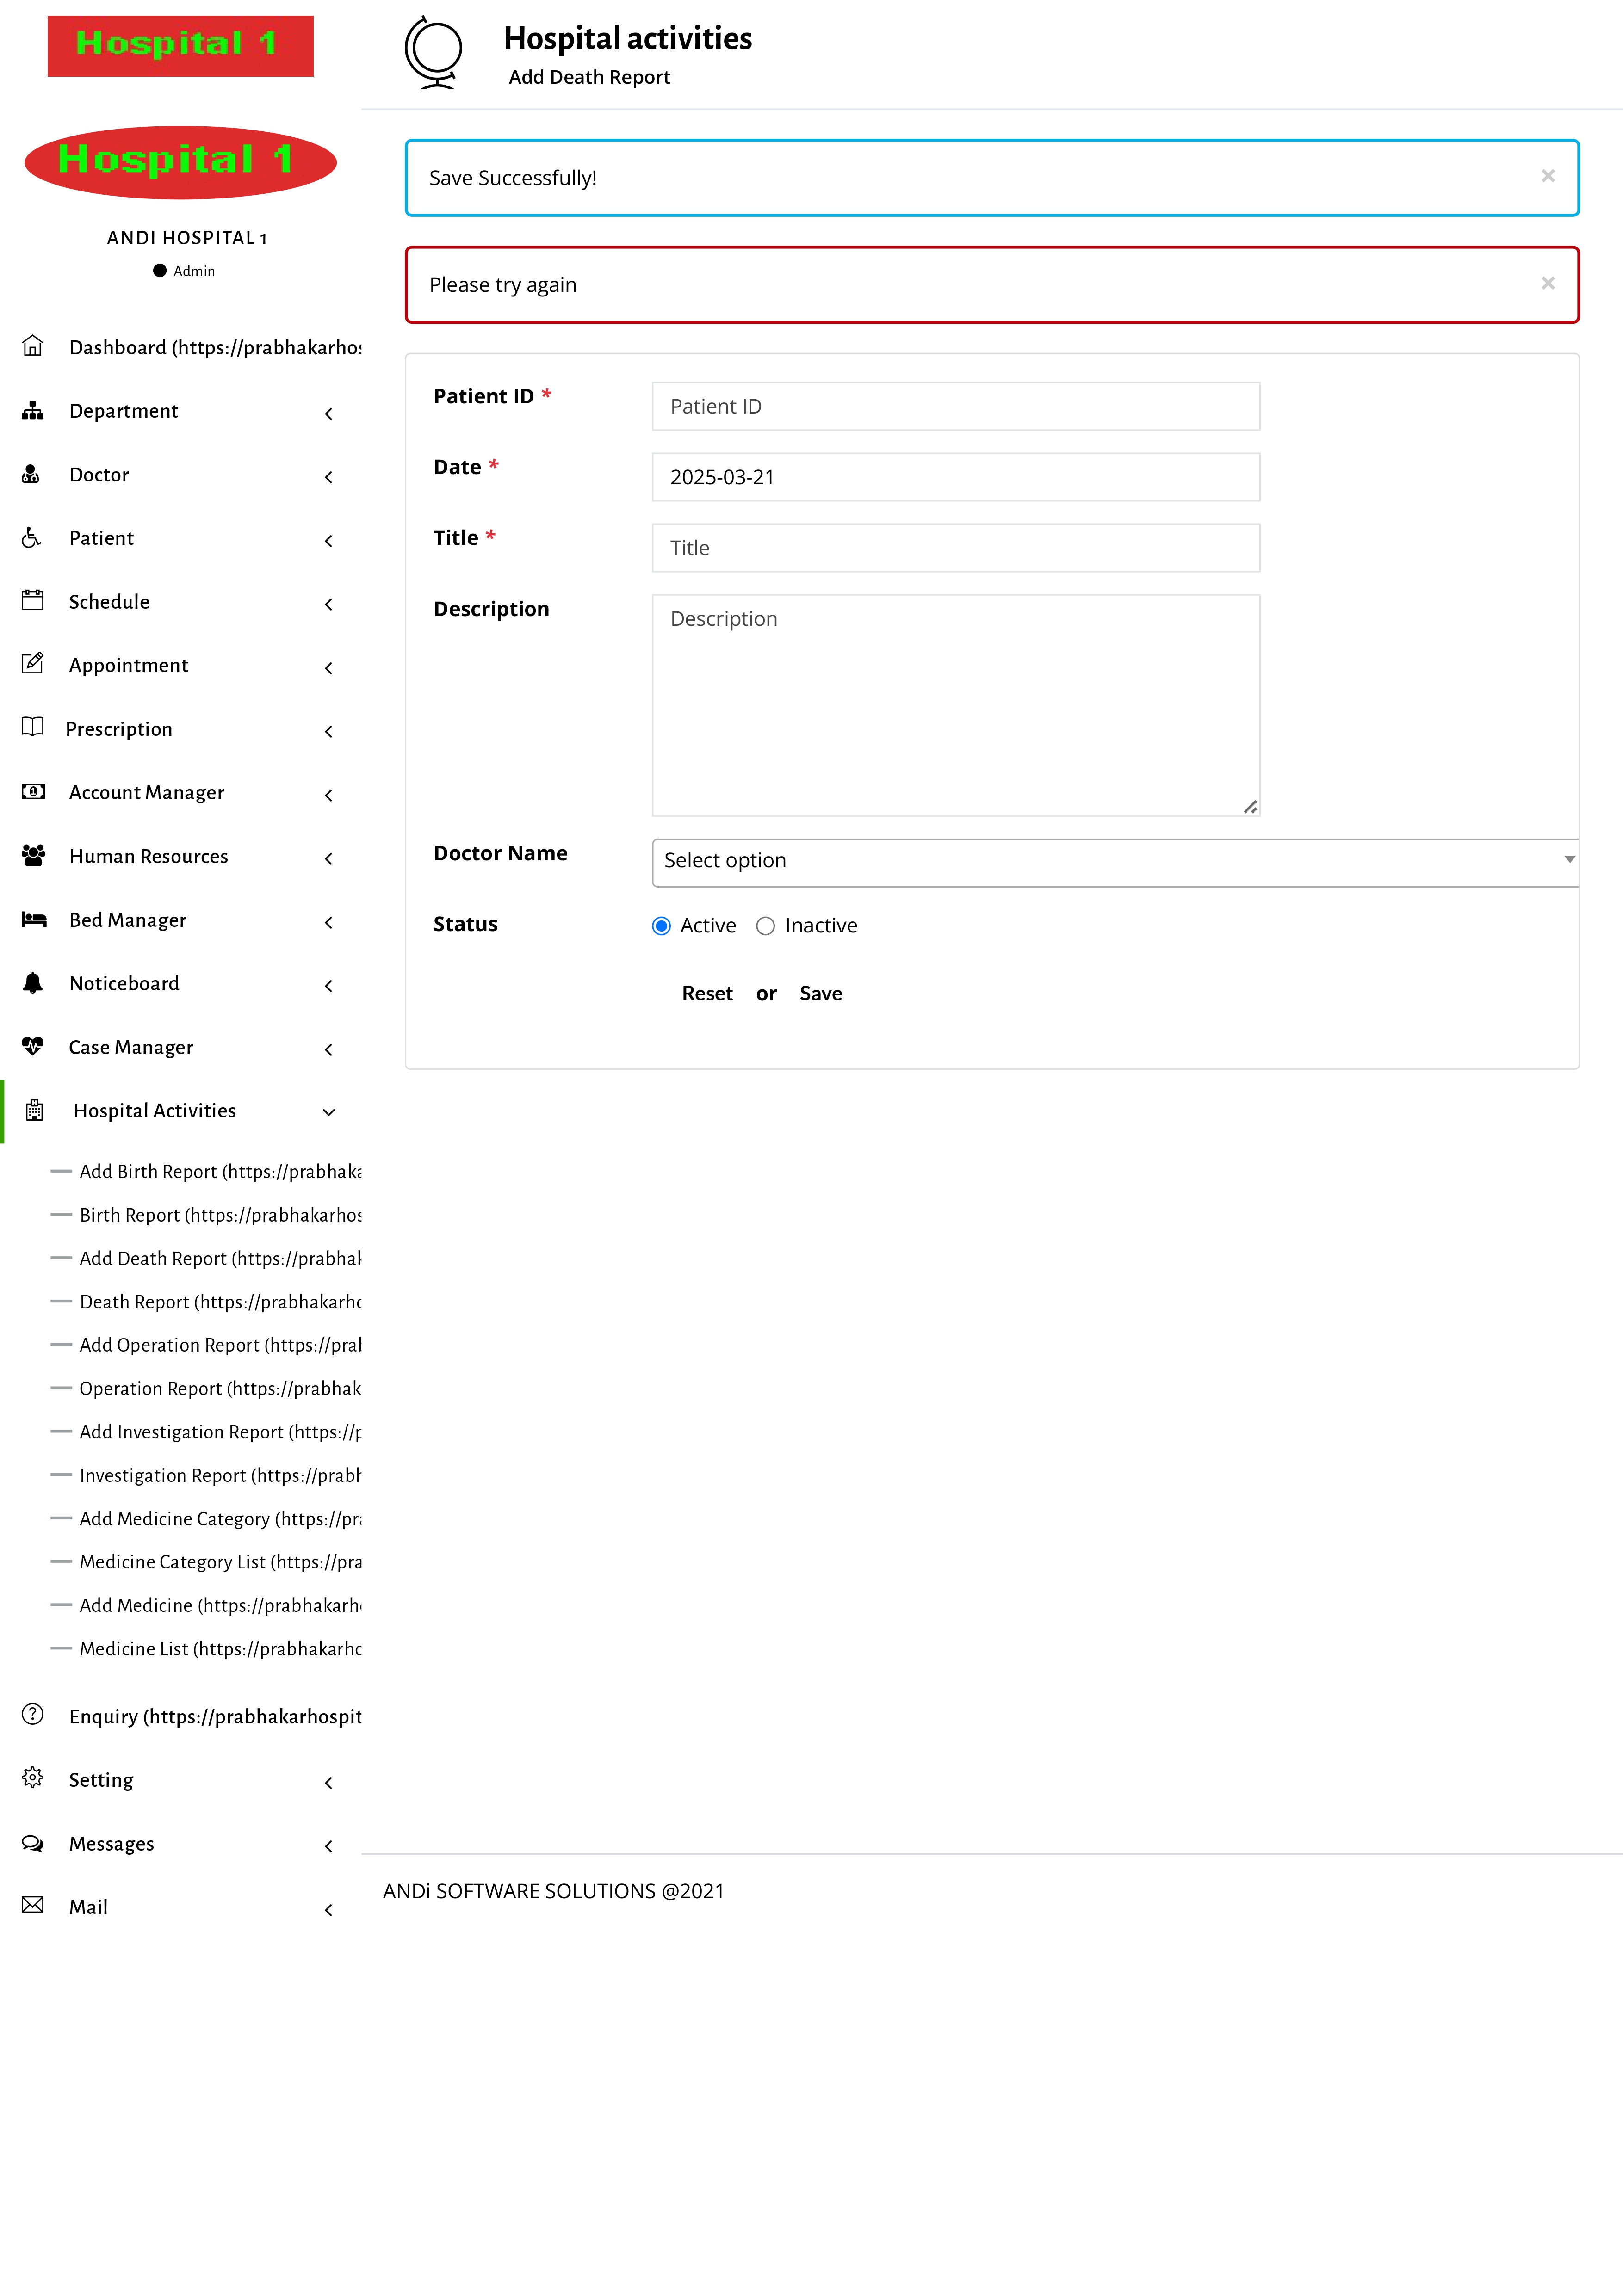 Hospital 1
Hospital 1
ANDI HOSPITAL 1
Admin
Dashboard (https://prabhakarhos
Department
Doctor
Patient
Schedule
Appointment
Prescription
Account Manager
Human Resources
Bed Manager
Noticeboard
Case Manager
Hospital Activities
Add Birth Report (https://prabhaka
Birth Report (https://prabhakarhos
Add Death Report (https://prabhak
Death Report (https://prabhakarho
Add Operation Report (https://prab
Operation Report (https://prabhak
Add Investigation Report (https://p
Investigation Report (https://prabh
Add Medicine Category (https://pra
Medicine Category List (https://pra
Add Medicine (https://prabhakarho
Medicine List (https://prabhakarho
Enquiry (https://prabhakarhospit
Setting
Messages
Mail
Hospital activities
Add Death Report
Save Successfully! ×
Please try again ×
Patient ID * Patient ID
Date * 2025-03-21
Title * Title
Description Description
Doctor Name Select option
Status Active Inactive
Reset or Save
ANDi SOFTWARE SOLUTIONS @2021